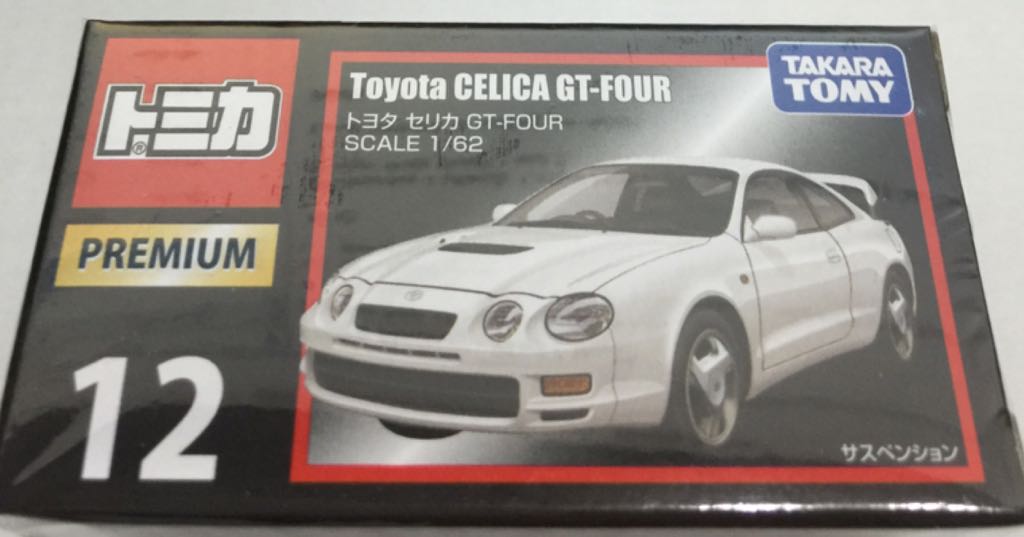 トミカ®
PREMIUM
12
Toyota CELICA GT-FOUR
トヨタ セリカ GT-FOUR
SCALE 1/62
TAKARA
TOMY
サスペンション